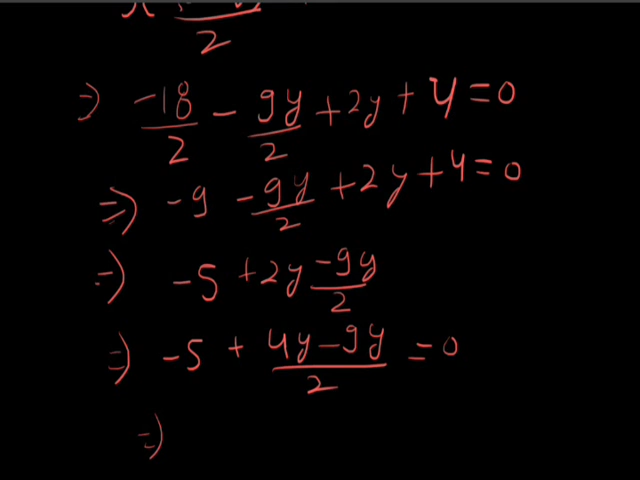 2
=> -18/2 - 9y/2 + 2y + 4 = 0
=> -9 - 9y/2 + 2y + 4 = 0
=> -5 + 2y -9y/2
=> -5 + 4y-9y/2 = 0
=>